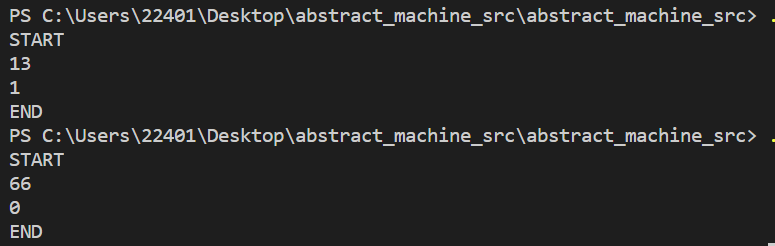 PS C:\Users\22401\Desktop\abstract_machine_src\abstract_machine_src> .
START
13
1
END
PS C:\Users\22401\Desktop\abstract_machine_src\abstract_machine_src> .
START
66
0
END